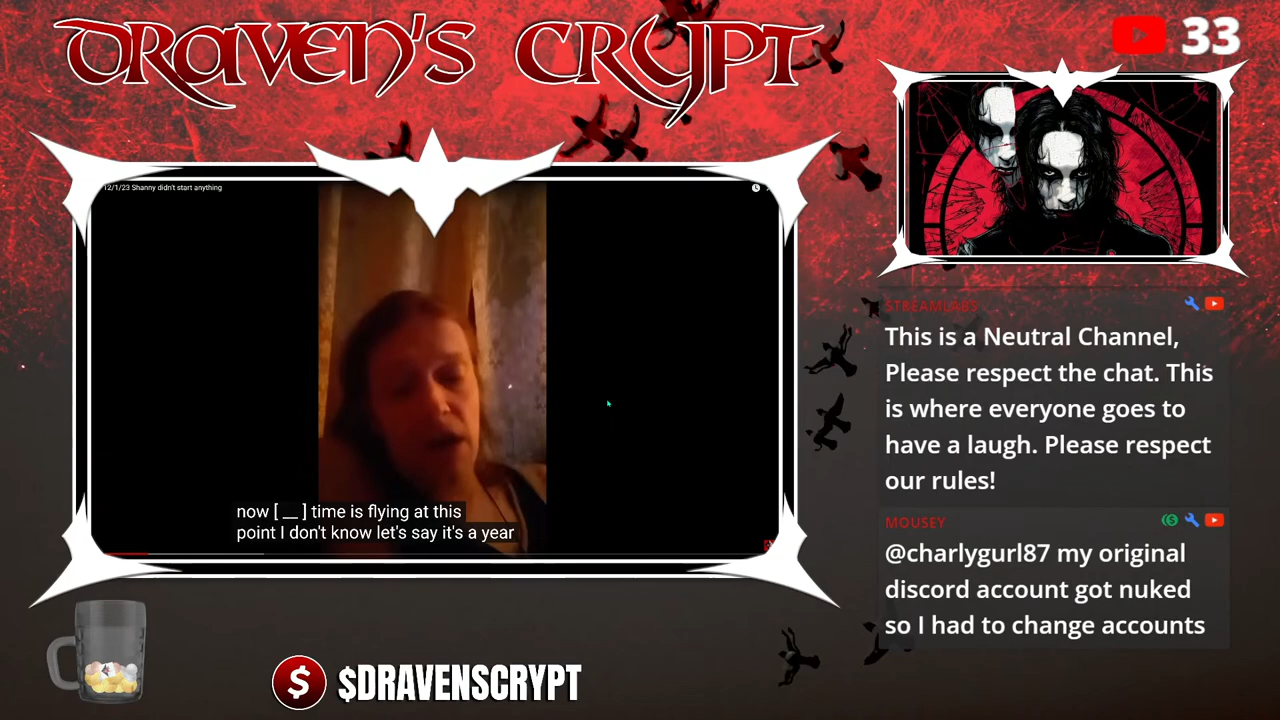 DRAVEN'S CRYPT
33
12/1/23 Shanny didn't start anything
now [ __ ] time is flying at this
point I don't know let's say it's a year
STREAMLABS
This is a Neutral Channel,
Please respect the chat. This
is where everyone goes to
have a laugh. Please respect
our rules!
MOUSEY
@charlygurl87 my original
discord account got nuked
so I had to change accounts
$ $DRAVENSCRYPT